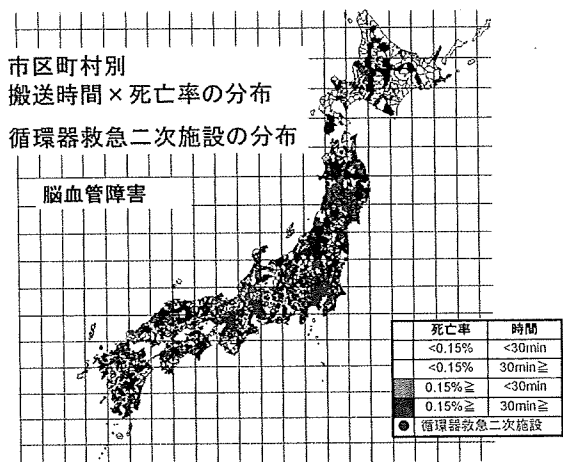 市区町村別
搬送時間×死亡率の分布
循環器救急二次施設の分布
脳血管障害
死亡率 時間
<0.15% <30min
<0.15% 30min≧
0.15%≧ <30min
0.15%≧ 30min≧
循環器救急二次施設